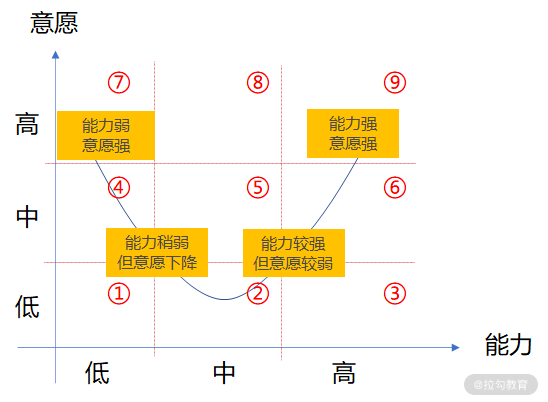 意愿
⑦
⑧
⑨
高
能力弱
意愿强
能力强
意愿强
④
⑤
⑥
中
能力稍弱
但意愿下降
能力较强
但意愿较弱
①
②
③
低
能力
低
中
高
@拉勾教育